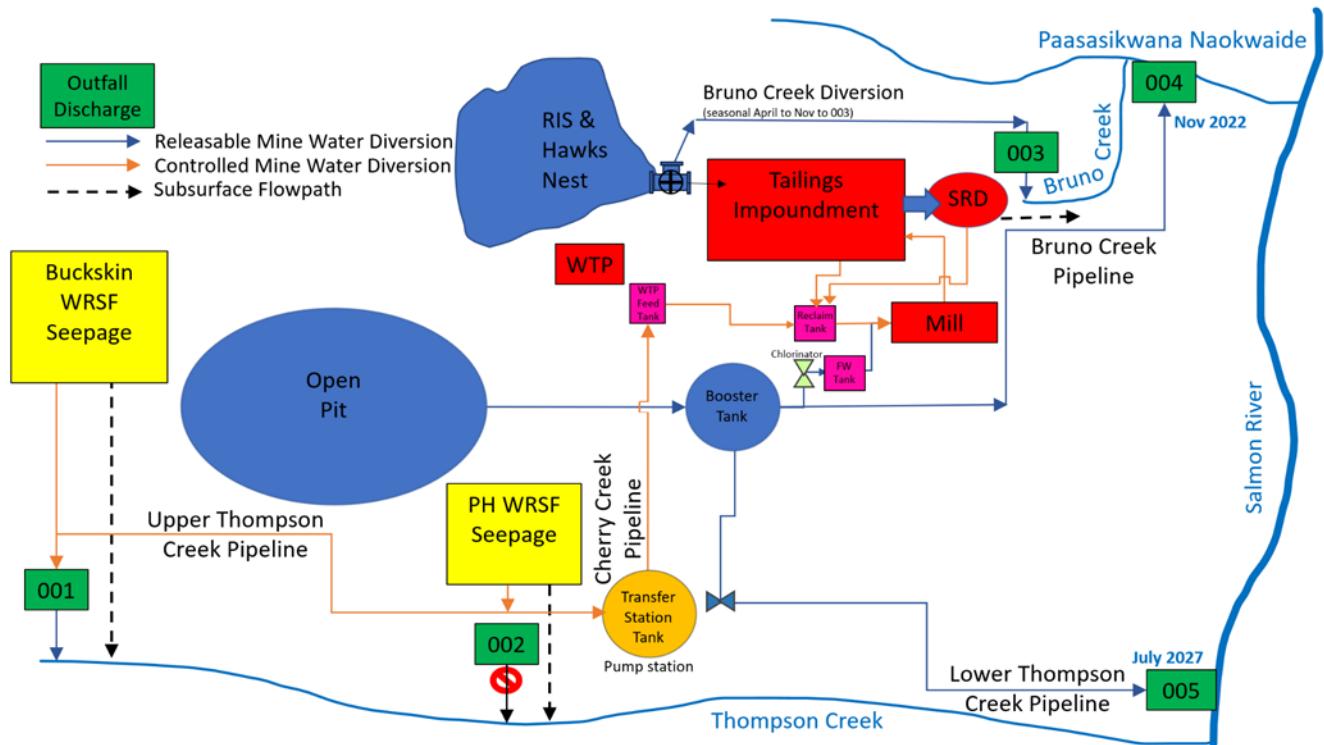 Paasasikwana Naokwaide
Outfall
Discharge
Releasable Mine Water Diversion
Controlled Mine Water Diversion
Subsurface Flowpath
RIS &
Hawks
Nest
Bruno Creek Diversion
(seasonal April to Nov to 003)
003
004
Nov 2022
Bruno Creek
Tailings
Impoundment
SRD
Bruno Creek
Pipeline
Buckskin
WRSF
Seepage
WTP
WTP
Feed
Tank
Reclaim
Tank
Mill
Chlorinator
FW
Tank
Open
Pit
Booster
Tank
Salmon River
PH WRSF
Seepage
Cherry Creek
Pipeline
Upper Thompson
Creek Pipeline
001
002
Transfer
Station
Tank
Pump station
July 2027
005
Lower Thompson
Creek Pipeline
Thompson Creek